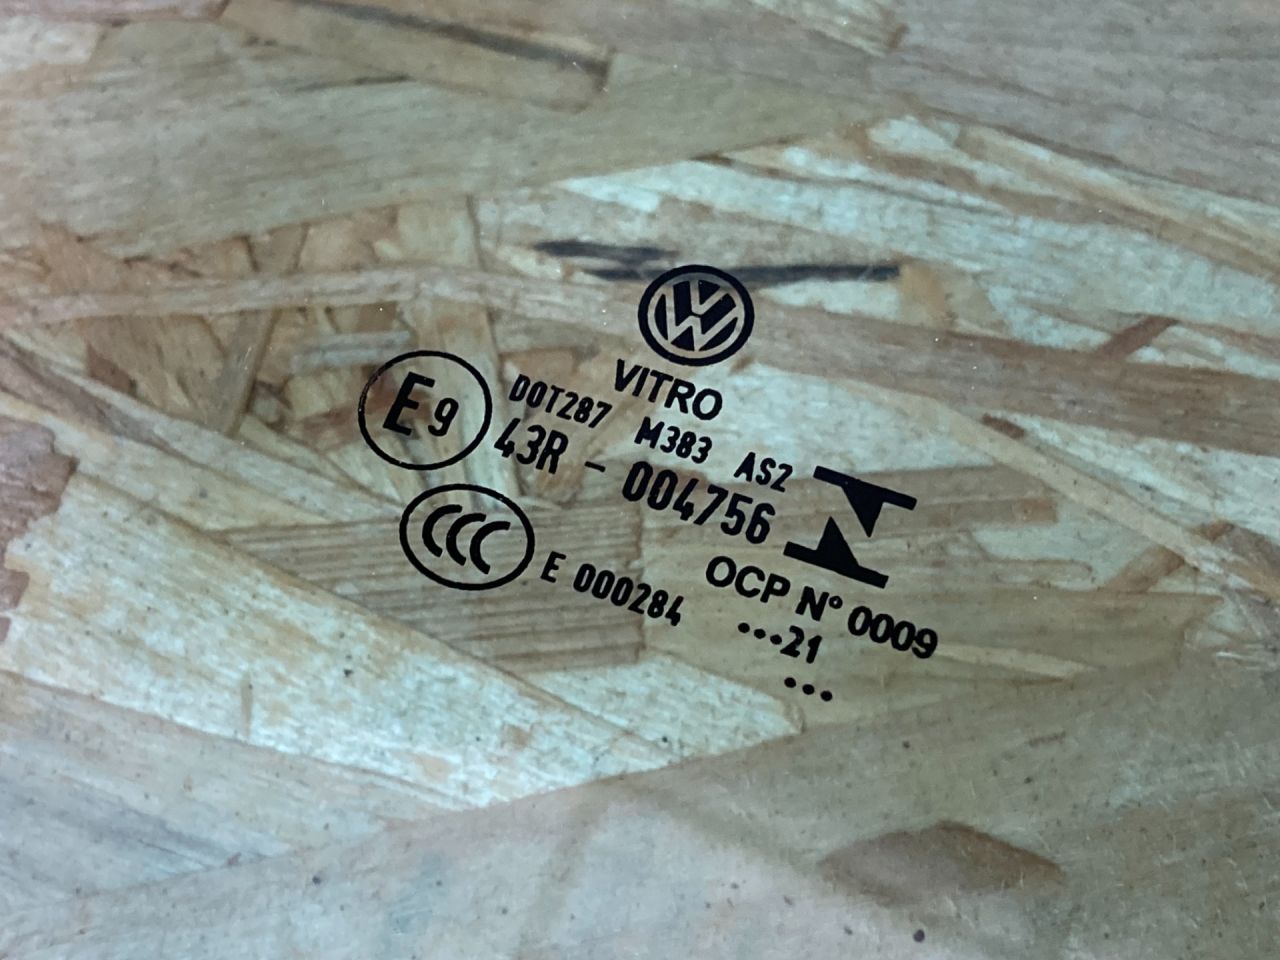 VITRO
E9
DOT287 M383 AS2
43R - 004756
CCC
E 000284
OCP N° 0009
•••21
•••